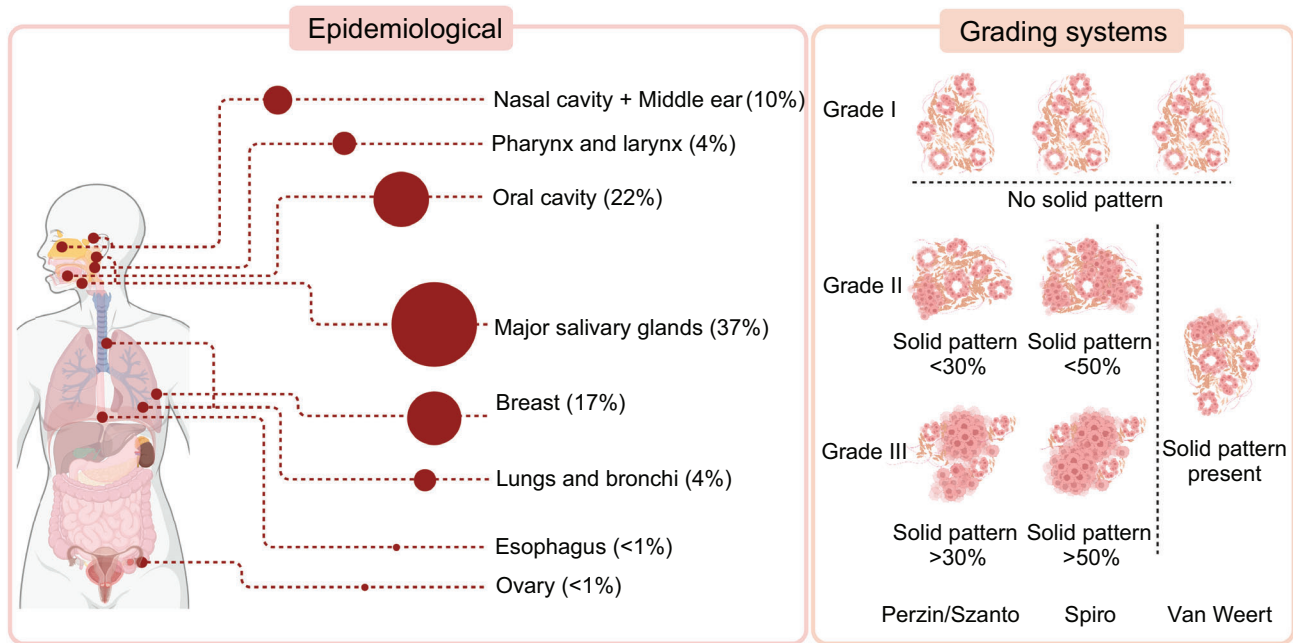 Epidemiological
Nasal cavity + Middle ear (10%)
Pharynx and larynx (4%)
Oral cavity (22%)
Major salivary glands (37%)
Breast (17%)
Lungs and bronchi (4%)
Esophagus (<1%)
Ovary (<1%)
Grading systems
Grade I
No solid pattern
Grade II
Solid pattern
<30%
Solid pattern
<50%
Grade III
Solid pattern
>30%
Solid pattern
>50%
Solid pattern
present
Perzin/Szanto
Spiro
Van Weert